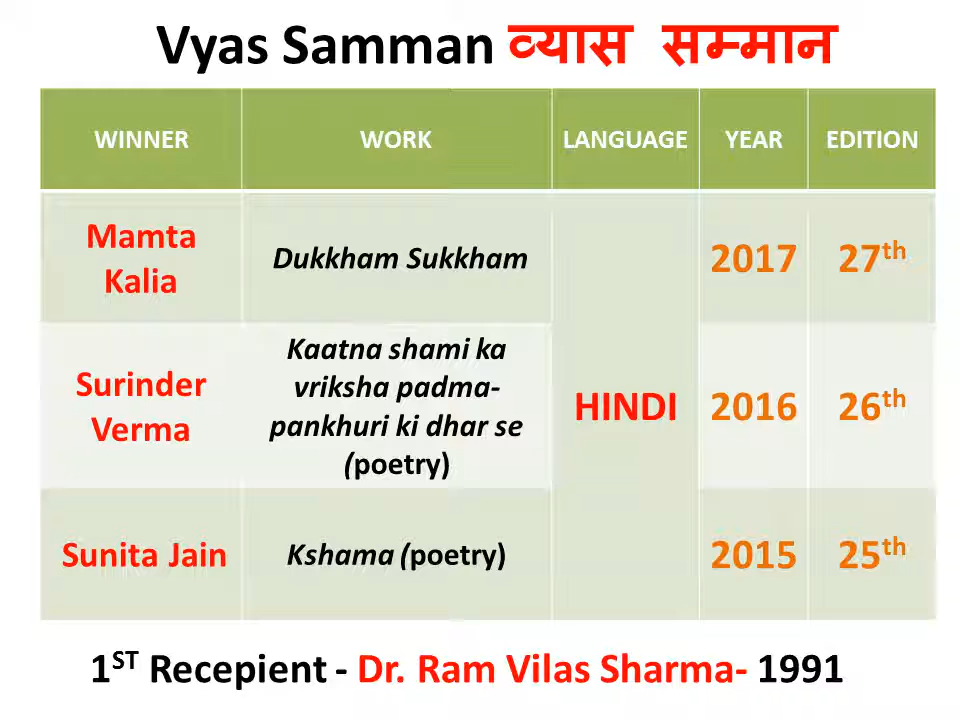 Vyas Samman व्यास सम्मान
WINNER WORK LANGUAGE YEAR EDITION
Mamta
Kalia
Dukkham Sukkham
2017
27th
Surinder
Verma
Kaatna shami ka
vriksha padma-
pankhuri ki dhar se
(poetry)
HINDI
2016
26th
Sunita Jain
Kshama (poetry)
2015
25th
1ST Recepient - Dr. Ram Vilas Sharma- 1991